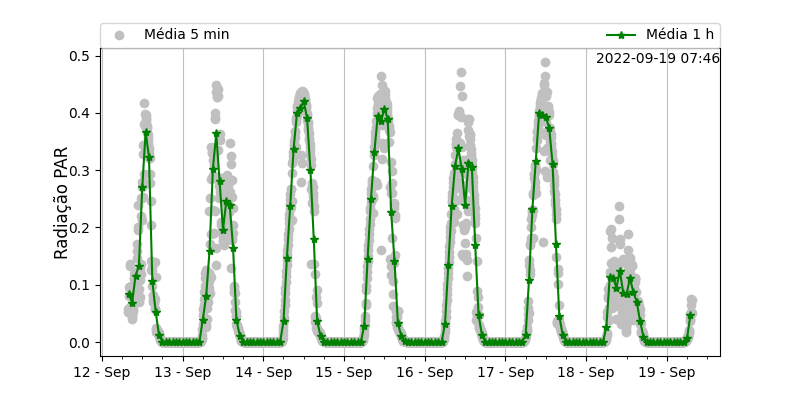 Média 5 min
Média 1 h
2022-09-19 07:46
Radiação PAR
0.5
0.4
0.3
0.2
0.1
0.0
12 - Sep
13 - Sep
14 - Sep
15 - Sep
16 - Sep
17 - Sep
18 - Sep
19 - Sep